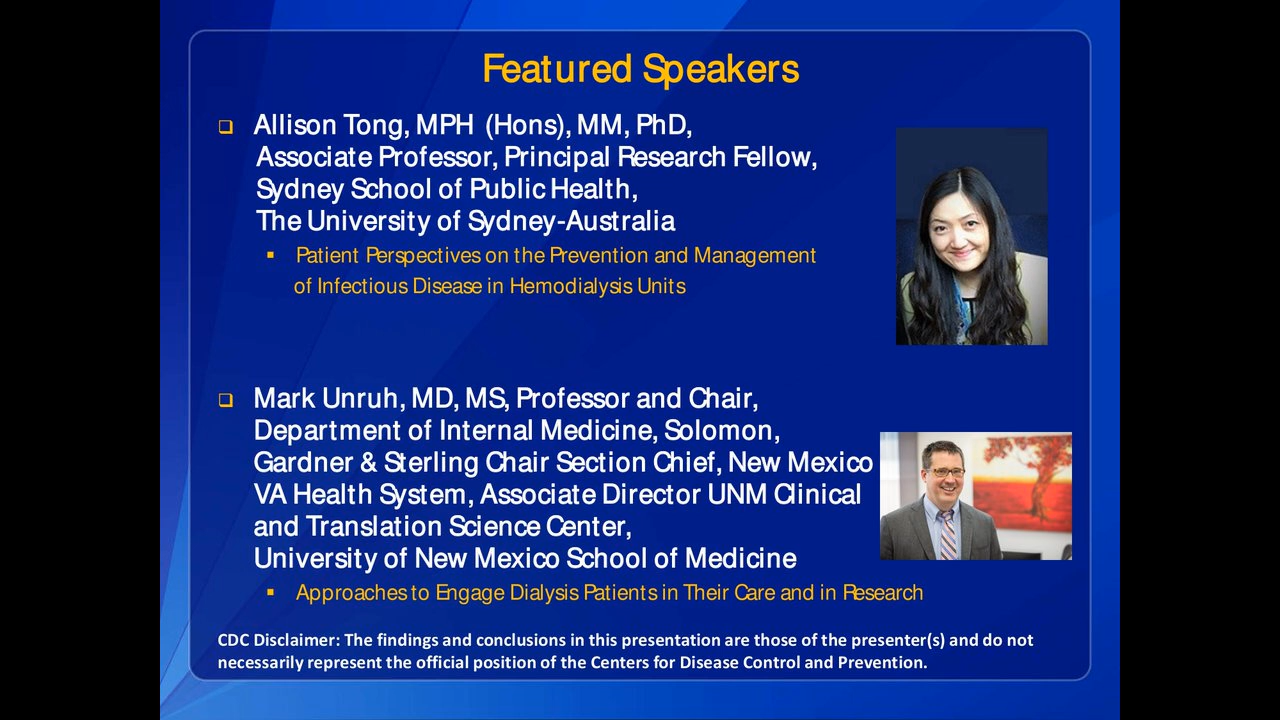 Featured Speakers
Allison Tong, MPH (Hons), MM, PhD,
Associate Professor, Principal Research Fellow,
Sydney School of Public Health,
The University of Sydney-Australia
Patient Perspectives on the Prevention and Management
of Infectious Disease in Hemodialysis Units
Mark Unruh, MD, MS, Professor and Chair,
Department of Internal Medicine, Solomon,
Gardner & Sterling Chair Section Chief, New Mexico
VA Health System, Associate Director UNM Clinical
and Translation Science Center,
University of New Mexico School of Medicine
Approaches to Engage Dialysis Patients in Their Care and in Research
CDC Disclaimer: The findings and conclusions in this presentation are those of the presenter(s) and do not
necessarily represent the official position of the Centers for Disease Control and Prevention.